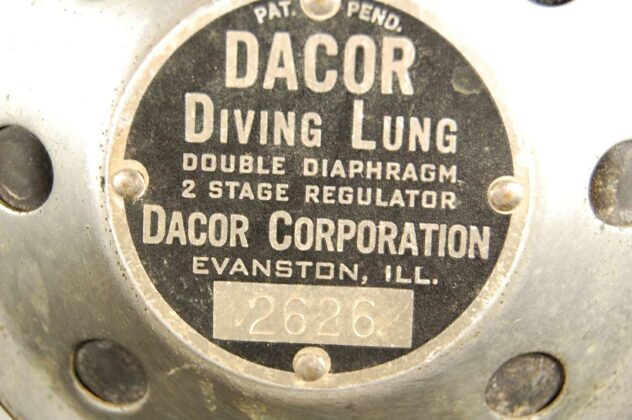 PAT. PEND.
DACOR
DIVING LUNG
DOUBLE DIAPHRAGM
2 STAGE REGULATOR
DACOR CORPORATION
EVANSTON, ILL.
2626